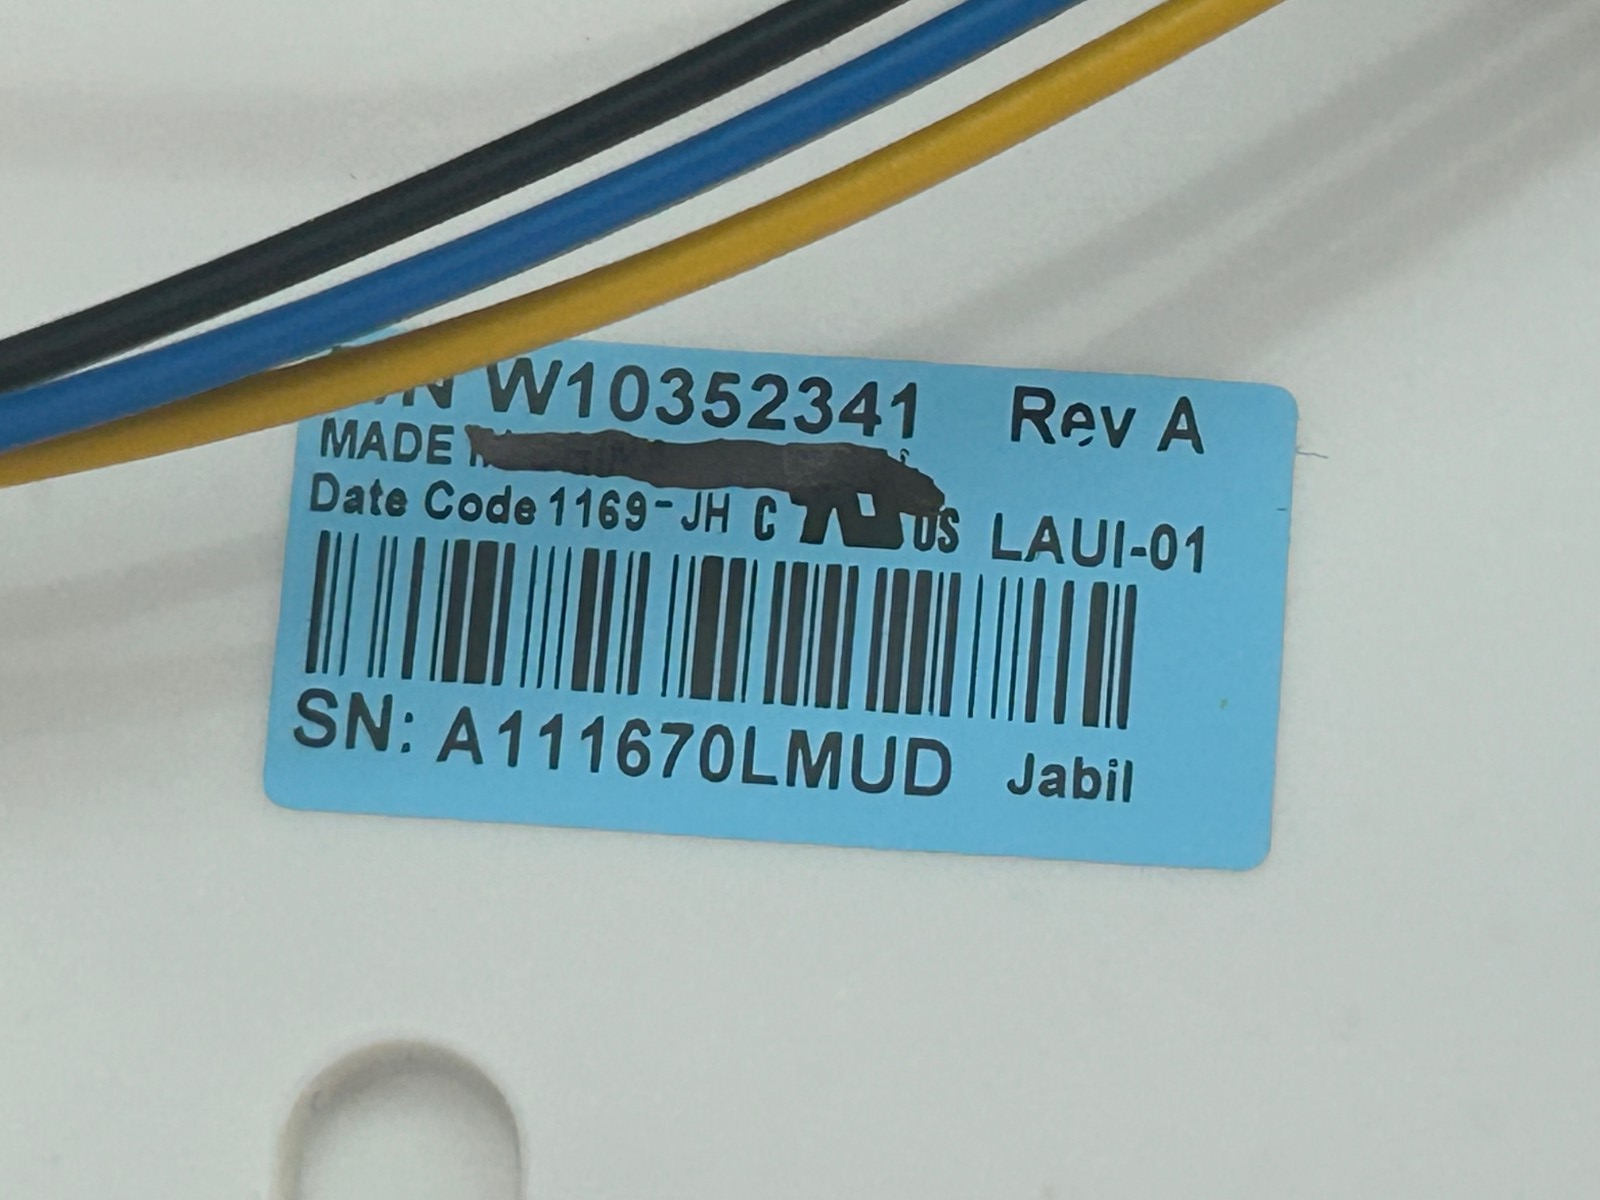 W10352341 Rev A
MADE
Date Code 1169-JH C US LAUI-01
SN: A111670LMUD Jabil